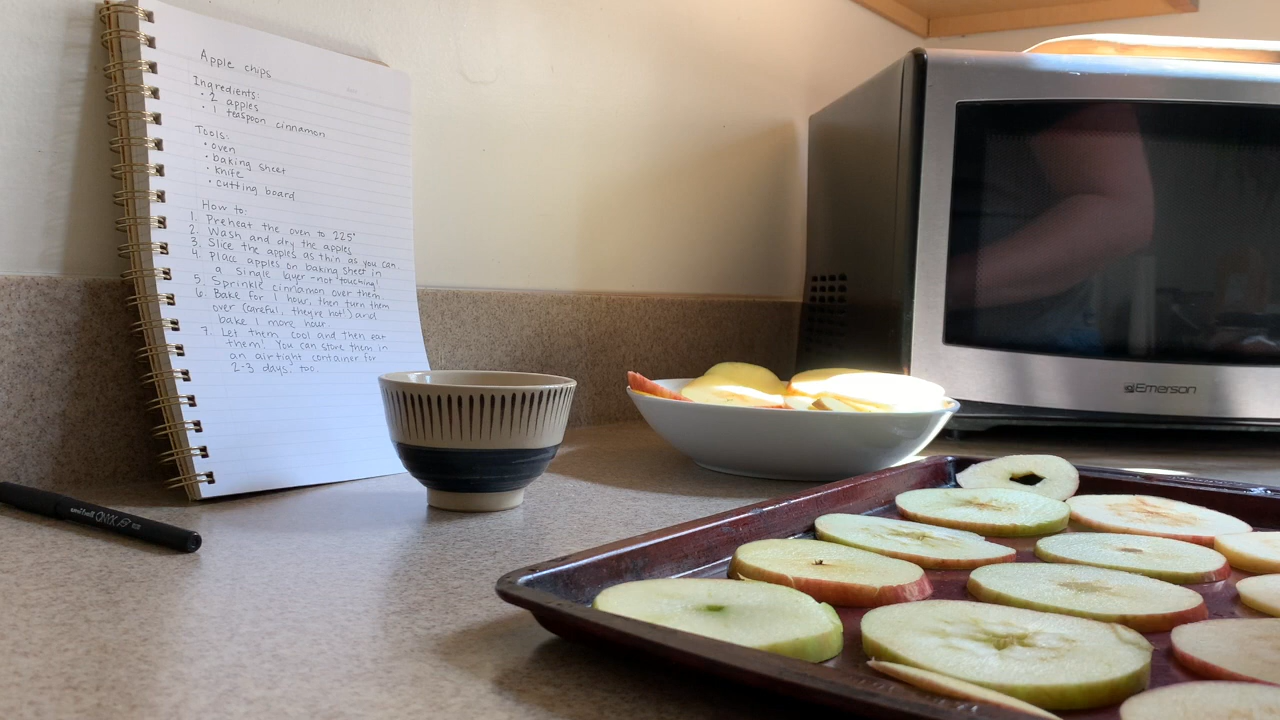 Apple chips
Ingredients:
• 2 apples
• 1 teaspoon cinnamon
Tools:
• oven
• baking sheet
• knife
• cutting board
How to:
1. Preheat the oven to 225°
2. Wash and dry the apples
3. Slice the apples as thin as you can.
4. Place apples on baking sheet in
a single layer - not touching!
5. Sprinkle cinnamon over them.
6. Bake for 1 hour, then turn them
over (careful, they're hot!) and
bake 1 more hour.
7. Let them cool and then eat
them! You can store them in
an airtight container for
2-3 days, too.
Emerson
uni-ball ONYX